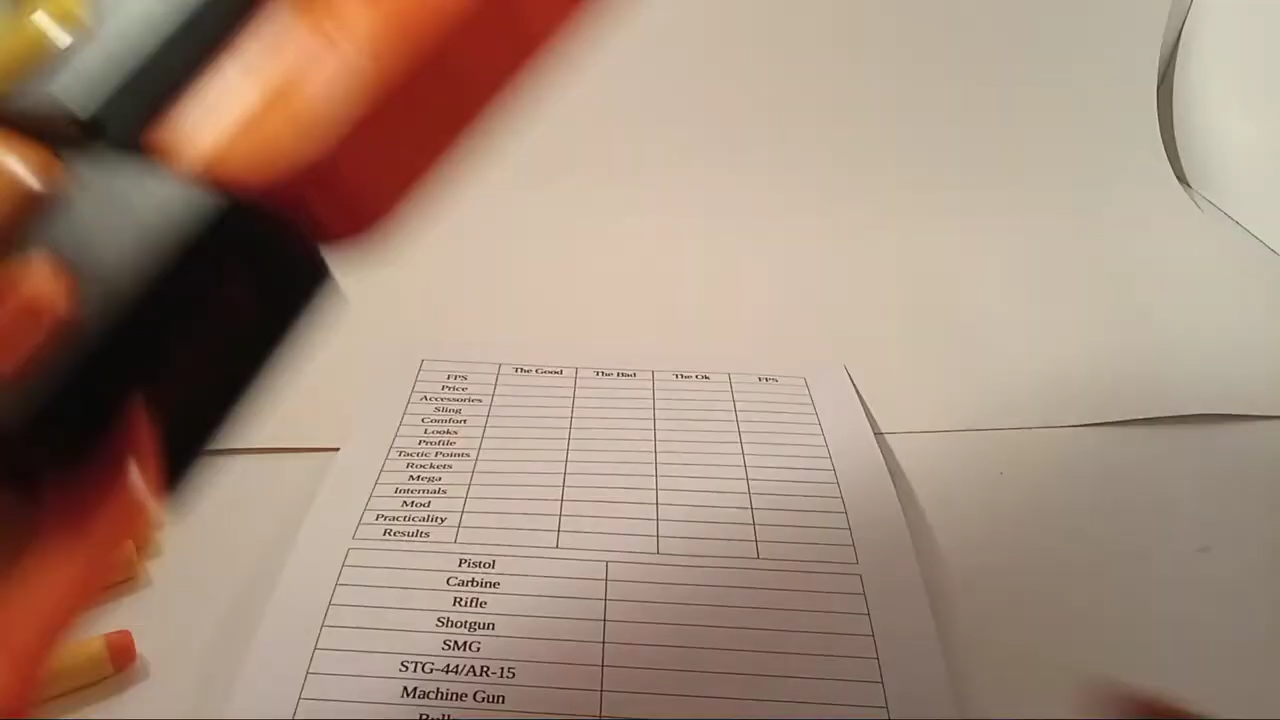 FPS The Good The Bad The Ok FPS
Price
Accessories
Sling
Comfort
Looks
Profile
Tactic Points
Rockets
Mega
Internals
Mod
Practicality
Results
Pistol
Carbine
Rifle
Shotgun
SMG
STG-44/AR-15
Machine Gun